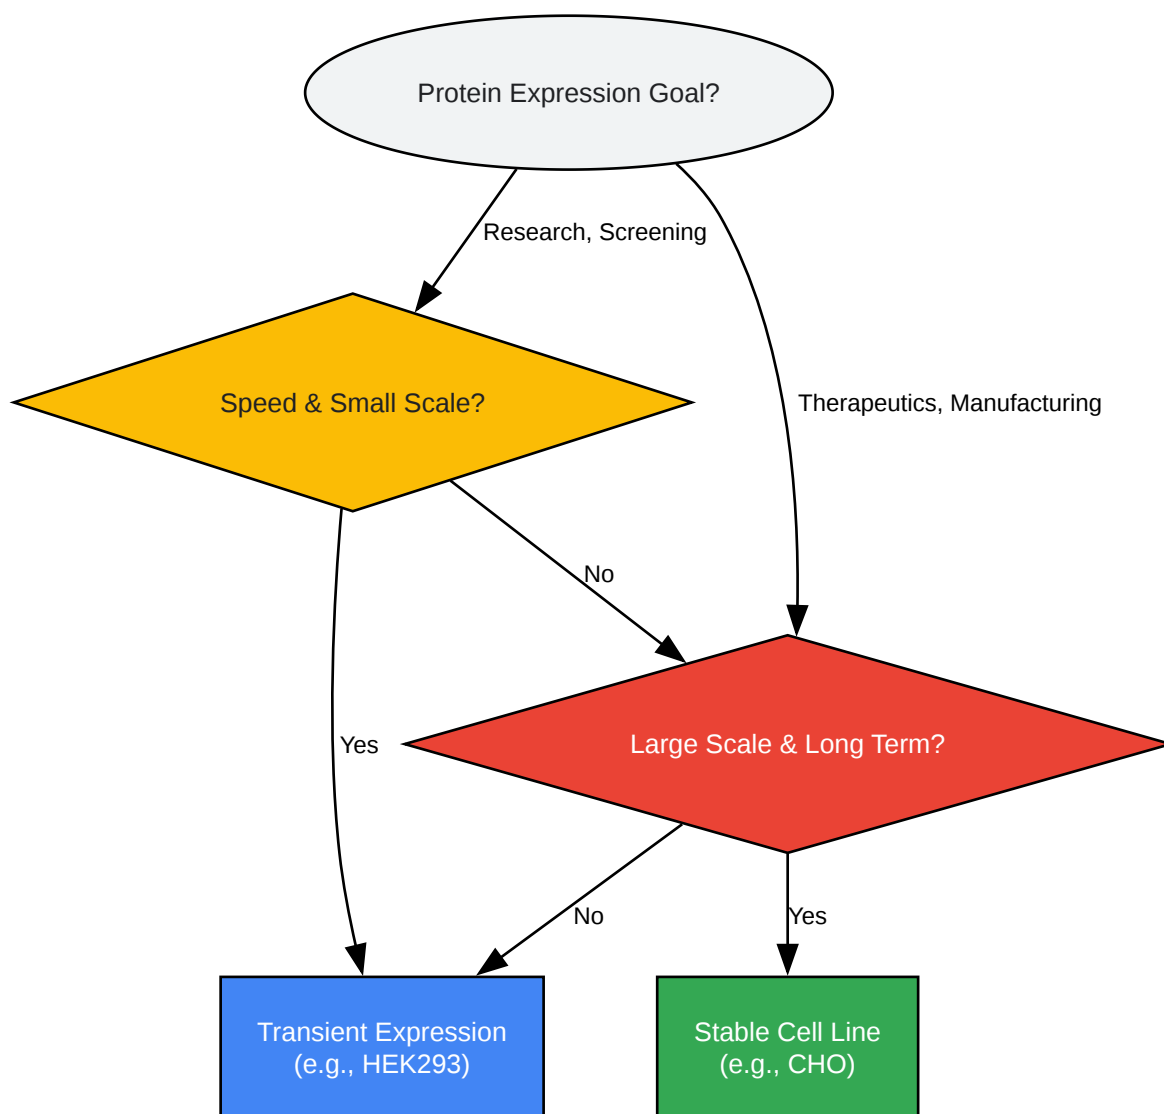 Protein Expression Goal?
Research, Screening
Speed & Small Scale?
Therapeutics, Manufacturing
No
Yes
Large Scale & Long Term?
No
Yes
Transient Expression
(e.g., HEK293)
Stable Cell Line
(e.g., CHO)